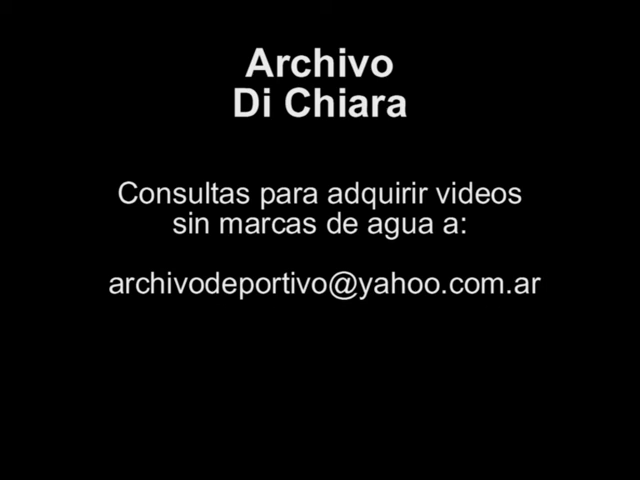 Archivo
Di Chiara
Consultas para adquirir videos
sin marcas de agua a:
archivodeportivo@yahoo.com.ar